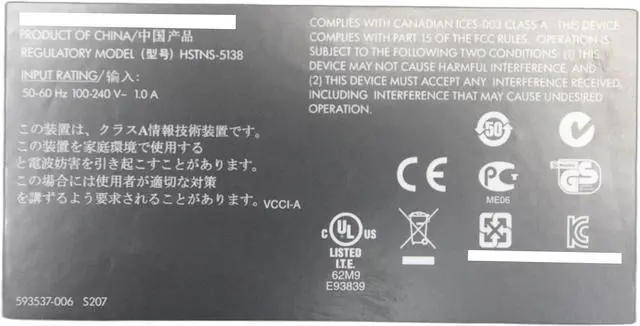 PRODUCT OF CHINA/中国产品
REGULATORY MODEL (型号) HSTNS-5138
INPUT RATING/输入:
50-60 Hz 100-240 V~ 1.0 A
この装置は、クラスA情報技術装置です。
この装置を家庭環境で使用する
と電波妨害を引き起こすことがあります。
この場合には使用者が適切な対策
を講ずるよう要求されることがあります。 VCCI-A
593537-006 S207
COMPLIES WITH CANADIAN ICES-003 CLASS A. THIS DEVICE
COMPLIES WITH PART 15 OF THE FCC RULES. OPERATION IS
SUBJECT TO THE FOLLOWING TWO CONDITIONS: (1) THIS
DEVICE MAY NOT CAUSE HARMFUL INTERFERENCE, AND
(2) THIS DEVICE MUST ACCEPT ANY INTERFERENCE RECEIVED,
INCLUDING INTERFERENCE THAT MAY CAUSE UNDESIRED
OPERATION.
50
CE
ME06
GS
C UL US
LISTED
I.T.E.
62M9
E93839